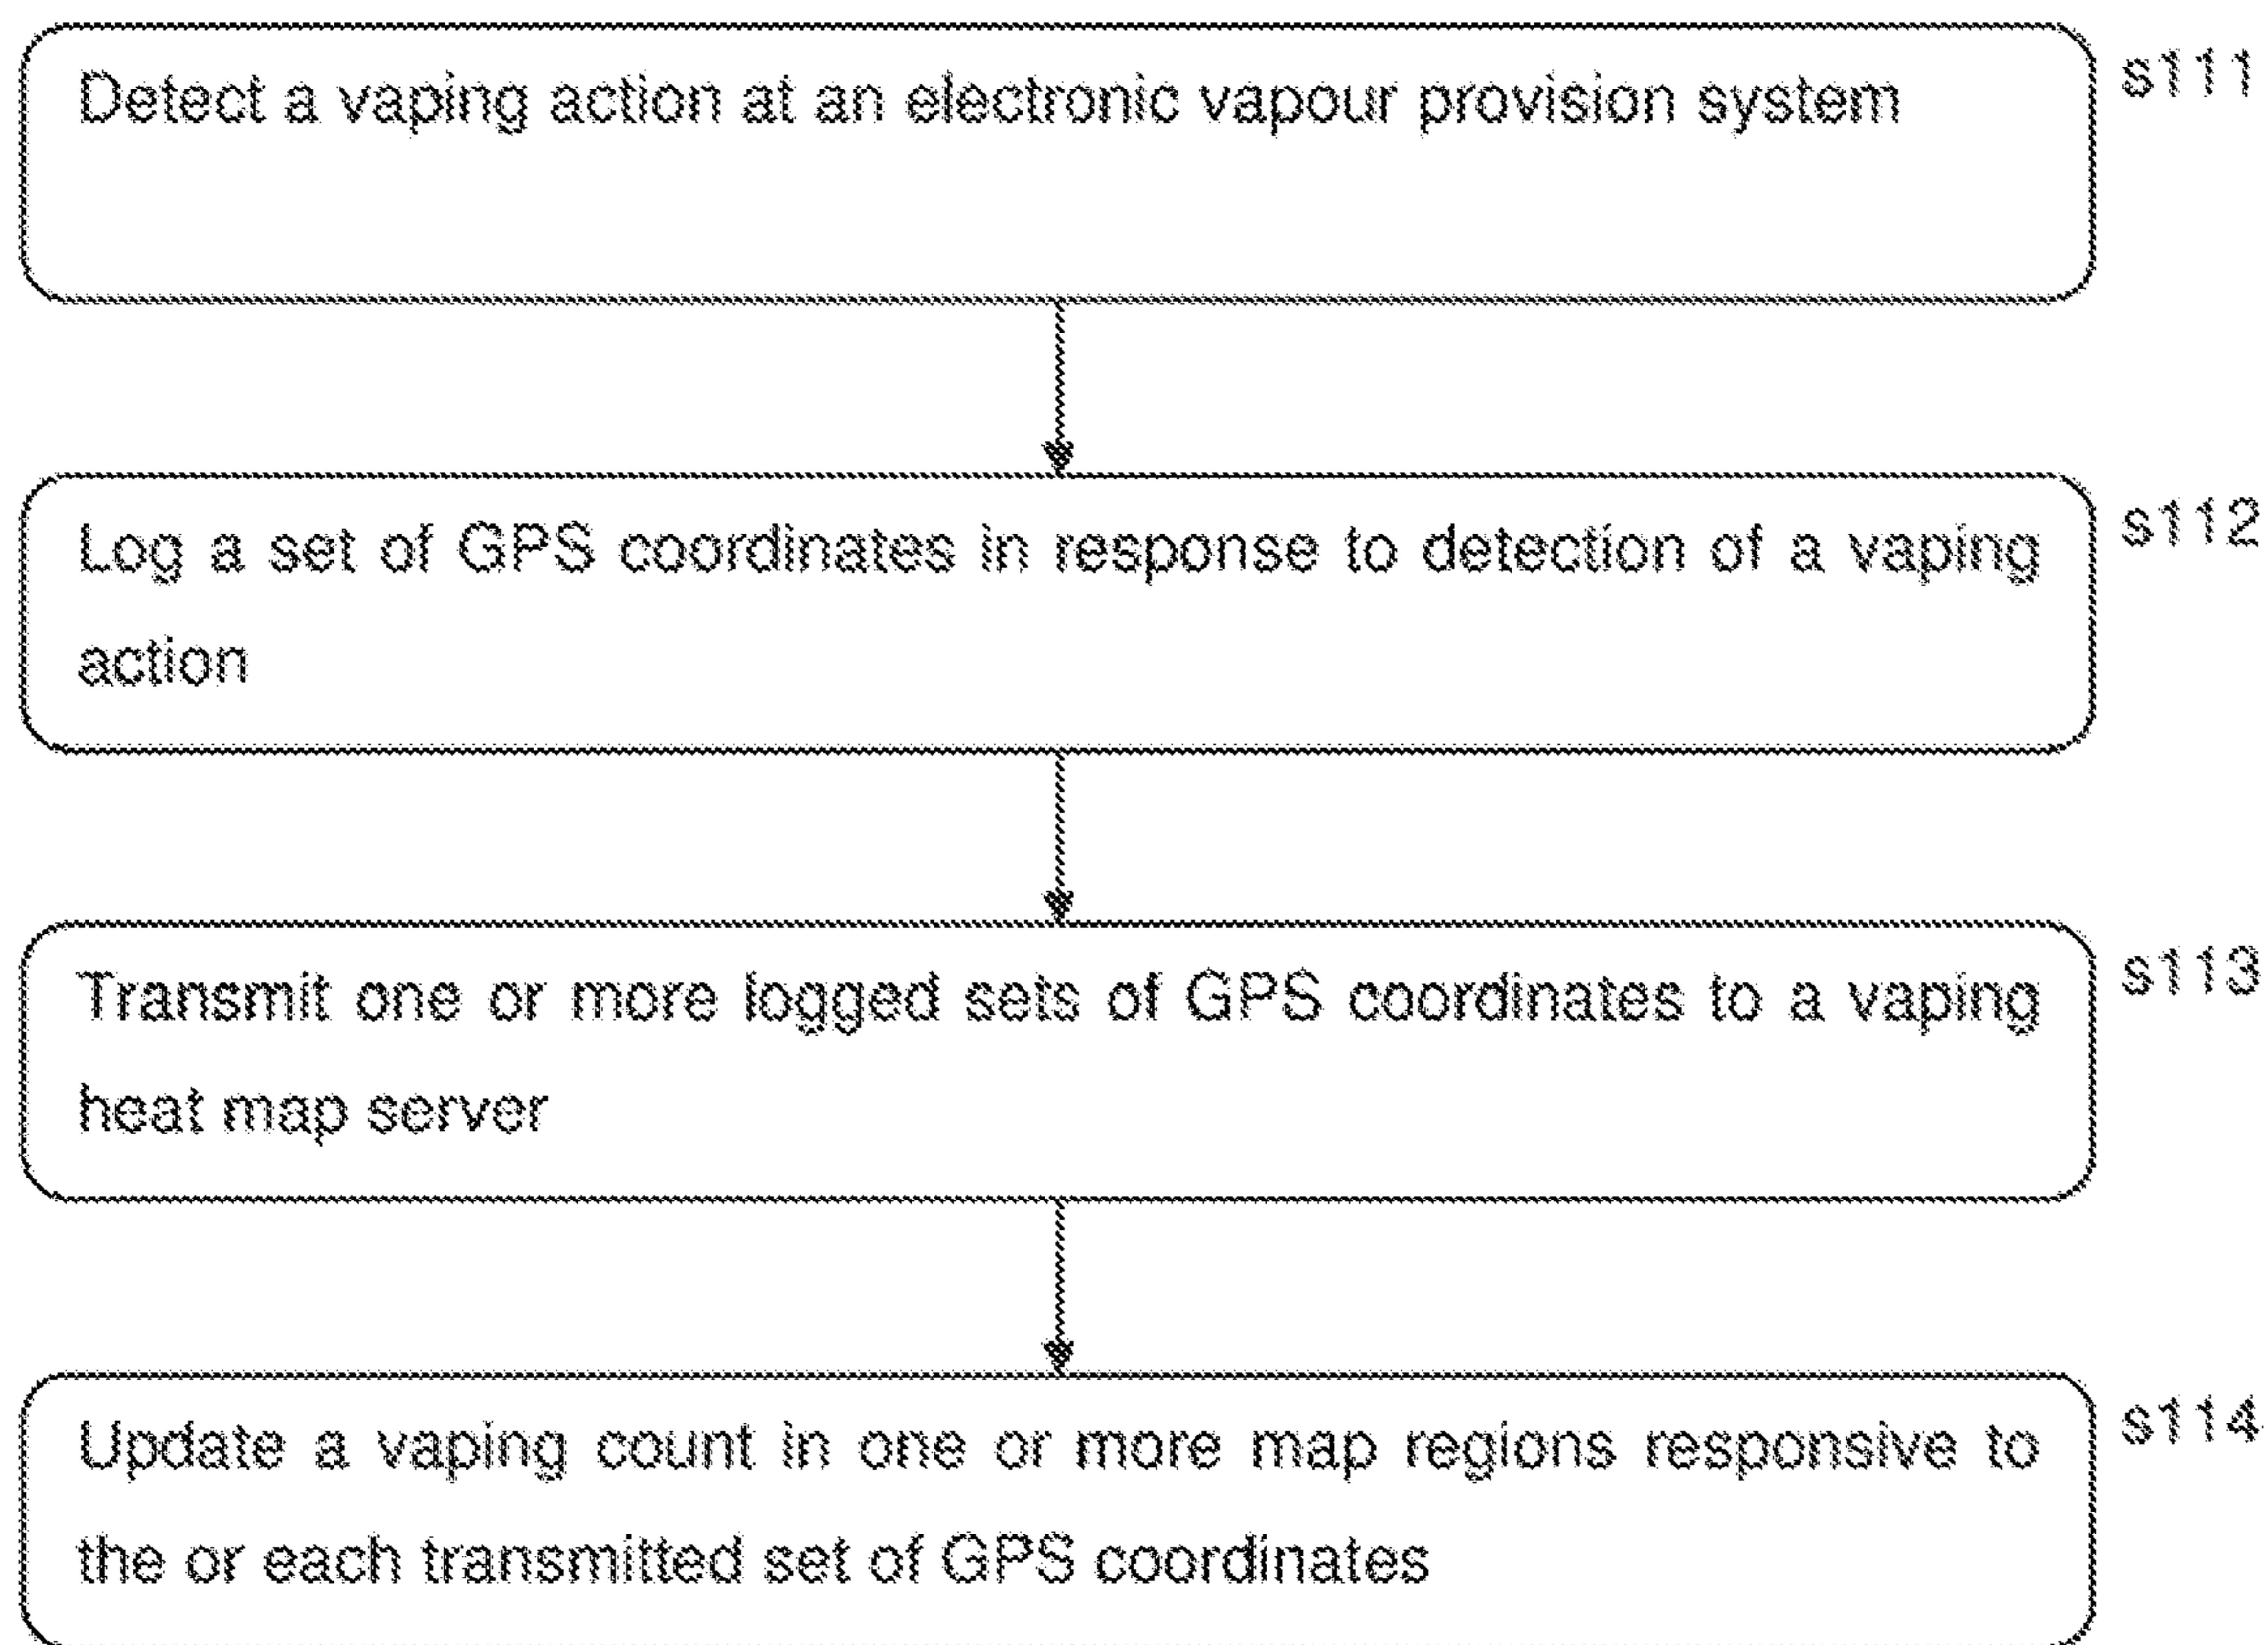 Detect a vaping action at an electronic vapour provision system
s111
Log a set of GPS coordinates in response to detection of a vaping
action
s112
Transmit one or more logged sets of GPS coordinates to a vaping
heat map server
s113
Update a vaping count in one or more map regions responsive to
the or each transmitted set of GPS coordinates
s114